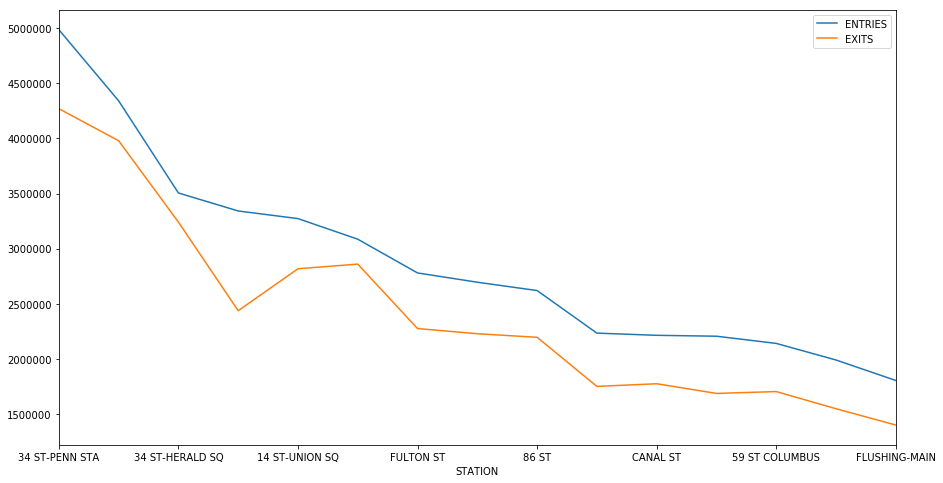 ENTRIES
EXITS
5000000
4500000
4000000
3500000
3000000
2500000
2000000
1500000
34 ST-PENN STA 34 ST-HERALD SQ 14 ST-UNION SQ FULTON ST 86 ST CANAL ST 59 ST COLUMBUS FLUSHING-MAIN
STATION